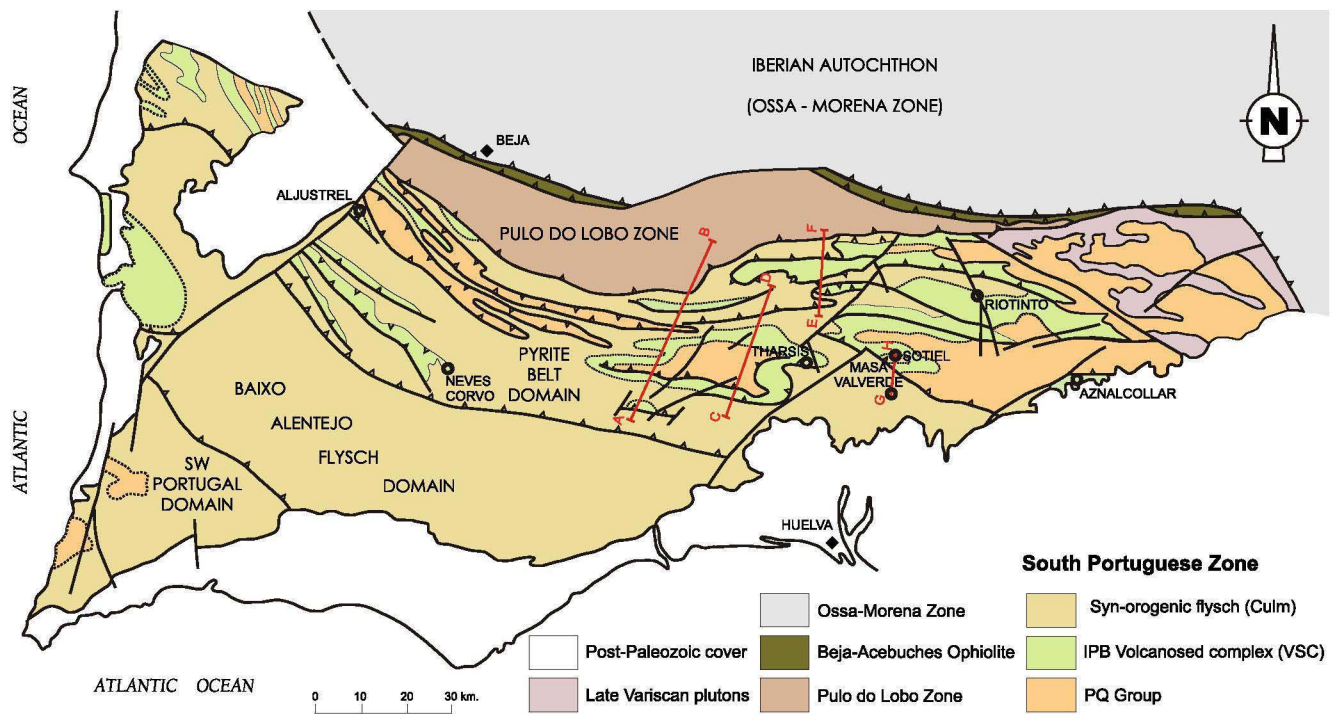 OCEAN
ATLANTIC
IBERIAN AUTOCHTHON
(OSSA - MORENA ZONE)
N
BEJA
ALJUSTREL
PULO DO LOBO ZONE
B
F
D
E
RIOTINTO
THARSIS
H
SOTIEL
MASA
VALVERDE
G
AZNALCOLLAR
PYRITE
BELT
DOMAIN
NEVES
CORVO
A
C
BAIXO
ALENTEJO
FLYSCH
DOMAIN
SW
PORTUGAL
DOMAIN
HUELVA
South Portuguese Zone
Ossa-Morena Zone
Syn-orogenic flysch (Culm)
Post-Paleozoic cover
Beja-Acebuches Ophiolite
IPB Volcanosed complex (VSC)
Late Variscan plutons
Pulo do Lobo Zone
PQ Group
ATLANTIC OCEAN
0 10 20 30 km.